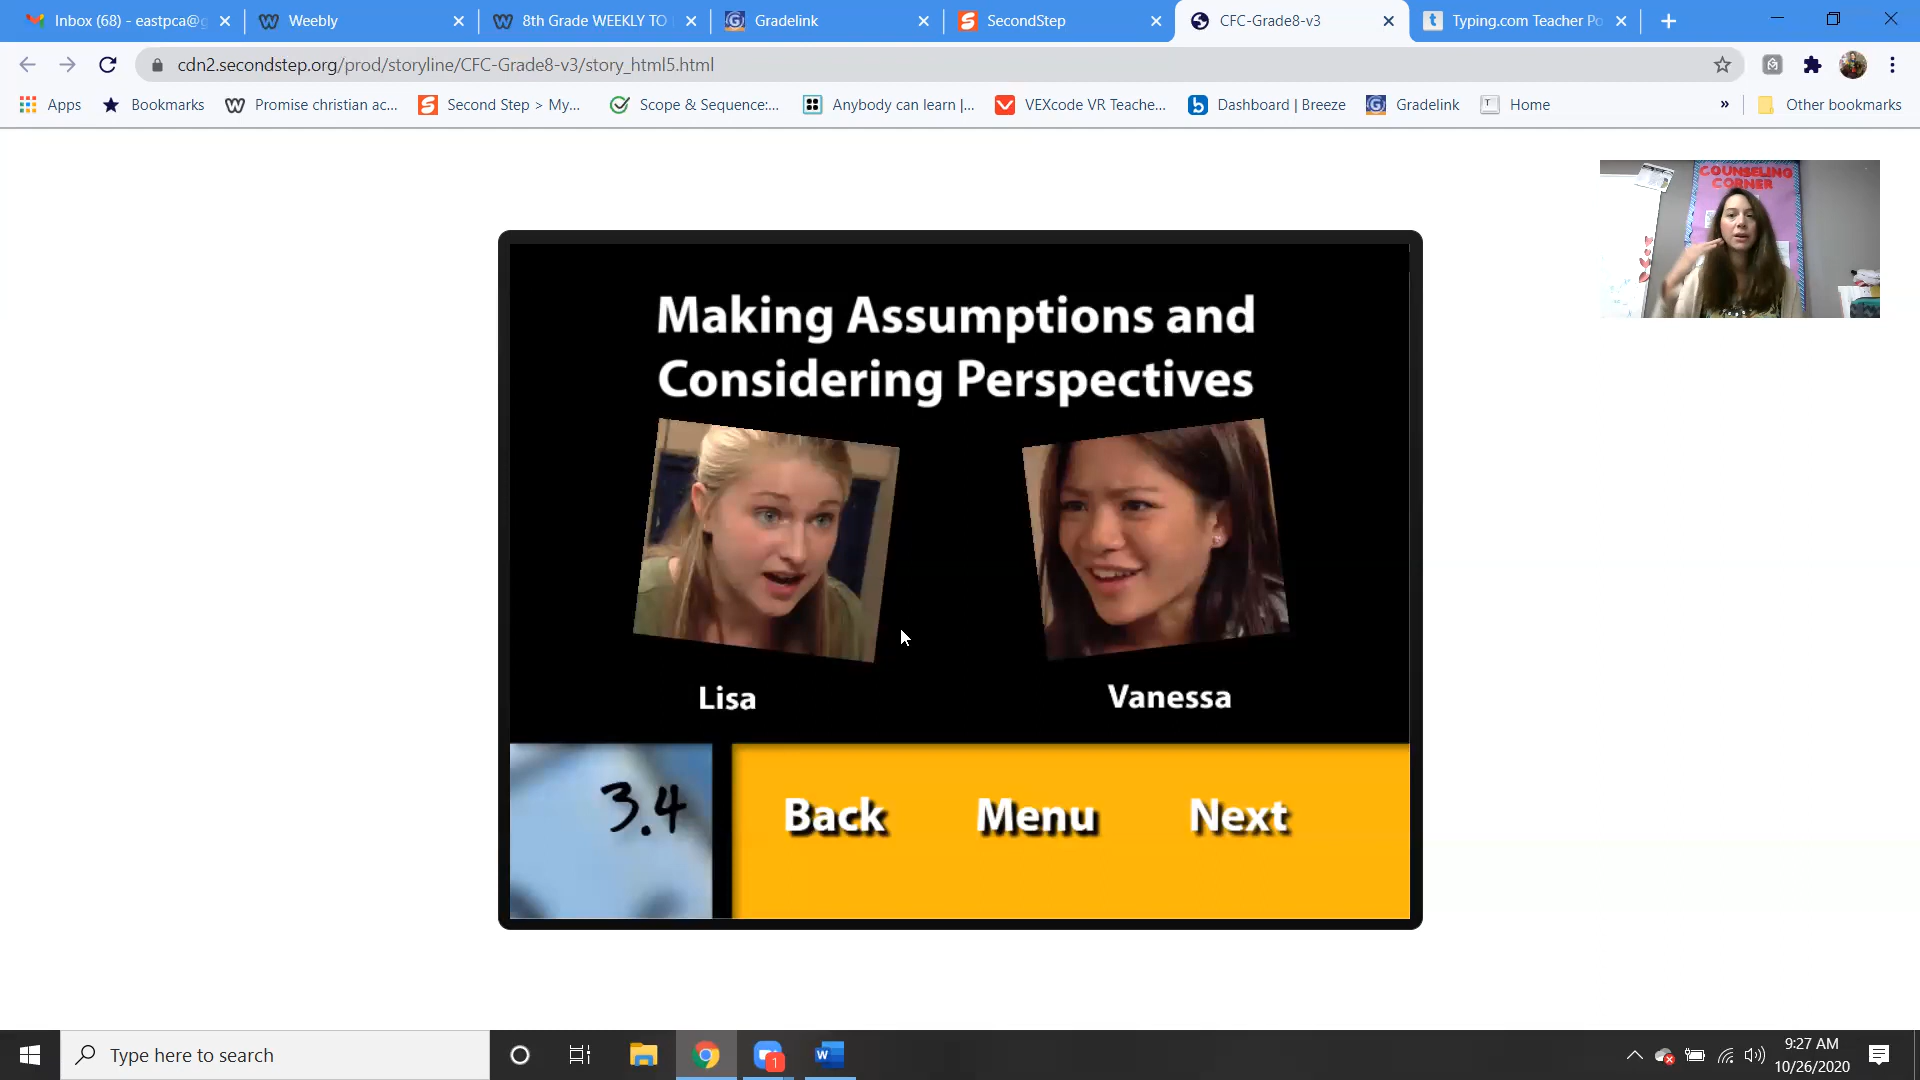 Inbox (68) - eastpca@g
Weebly
8th Grade WEEKLY TO
Gradelink
SecondStep
CFC-Grade8-v3
Typing.com Teacher Po
cdn2.secondstep.org/prod/storyline/CFC-Grade8-v3/story_html5.html
Apps
Bookmarks
Promise christian ac...
Second Step > My...
Scope & Sequence:...
Anybody can learn |...
VEXcode VR Teache...
Dashboard | Breeze
Gradelink
Home
»
Other bookmarks
COUNSELING
CORNER
Making Assumptions and
Considering Perspectives
Lisa
Vanessa
3.4
Back
Menu
Next
Type here to search
1
9:27 AM
10/26/2020